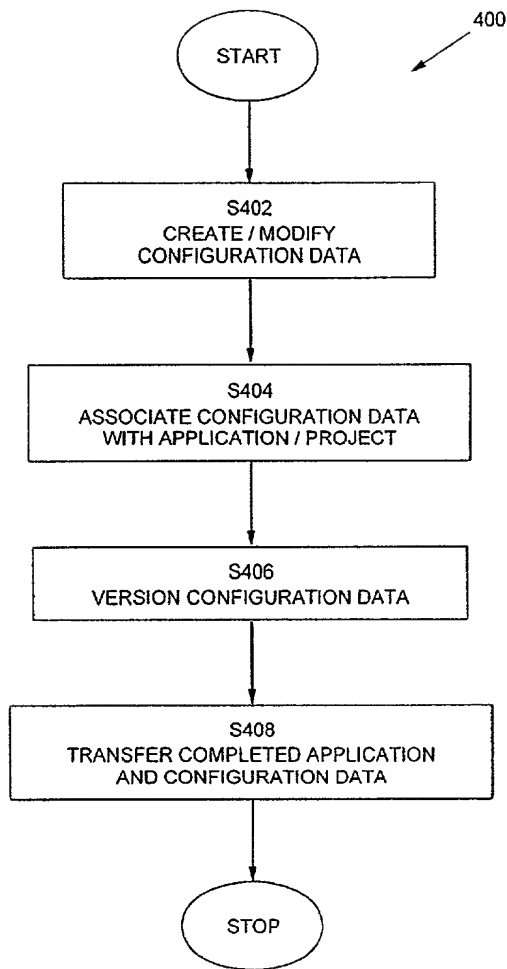 400
START
S402
CREATE / MODIFY
CONFIGURATION DATA
S404
ASSOCIATE CONFIGURATION DATA
WITH APPLICATION / PROJECT
S406
VERSION CONFIGURATION DATA
S408
TRANSFER COMPLETED APPLICATION
AND CONFIGURATION DATA
STOP